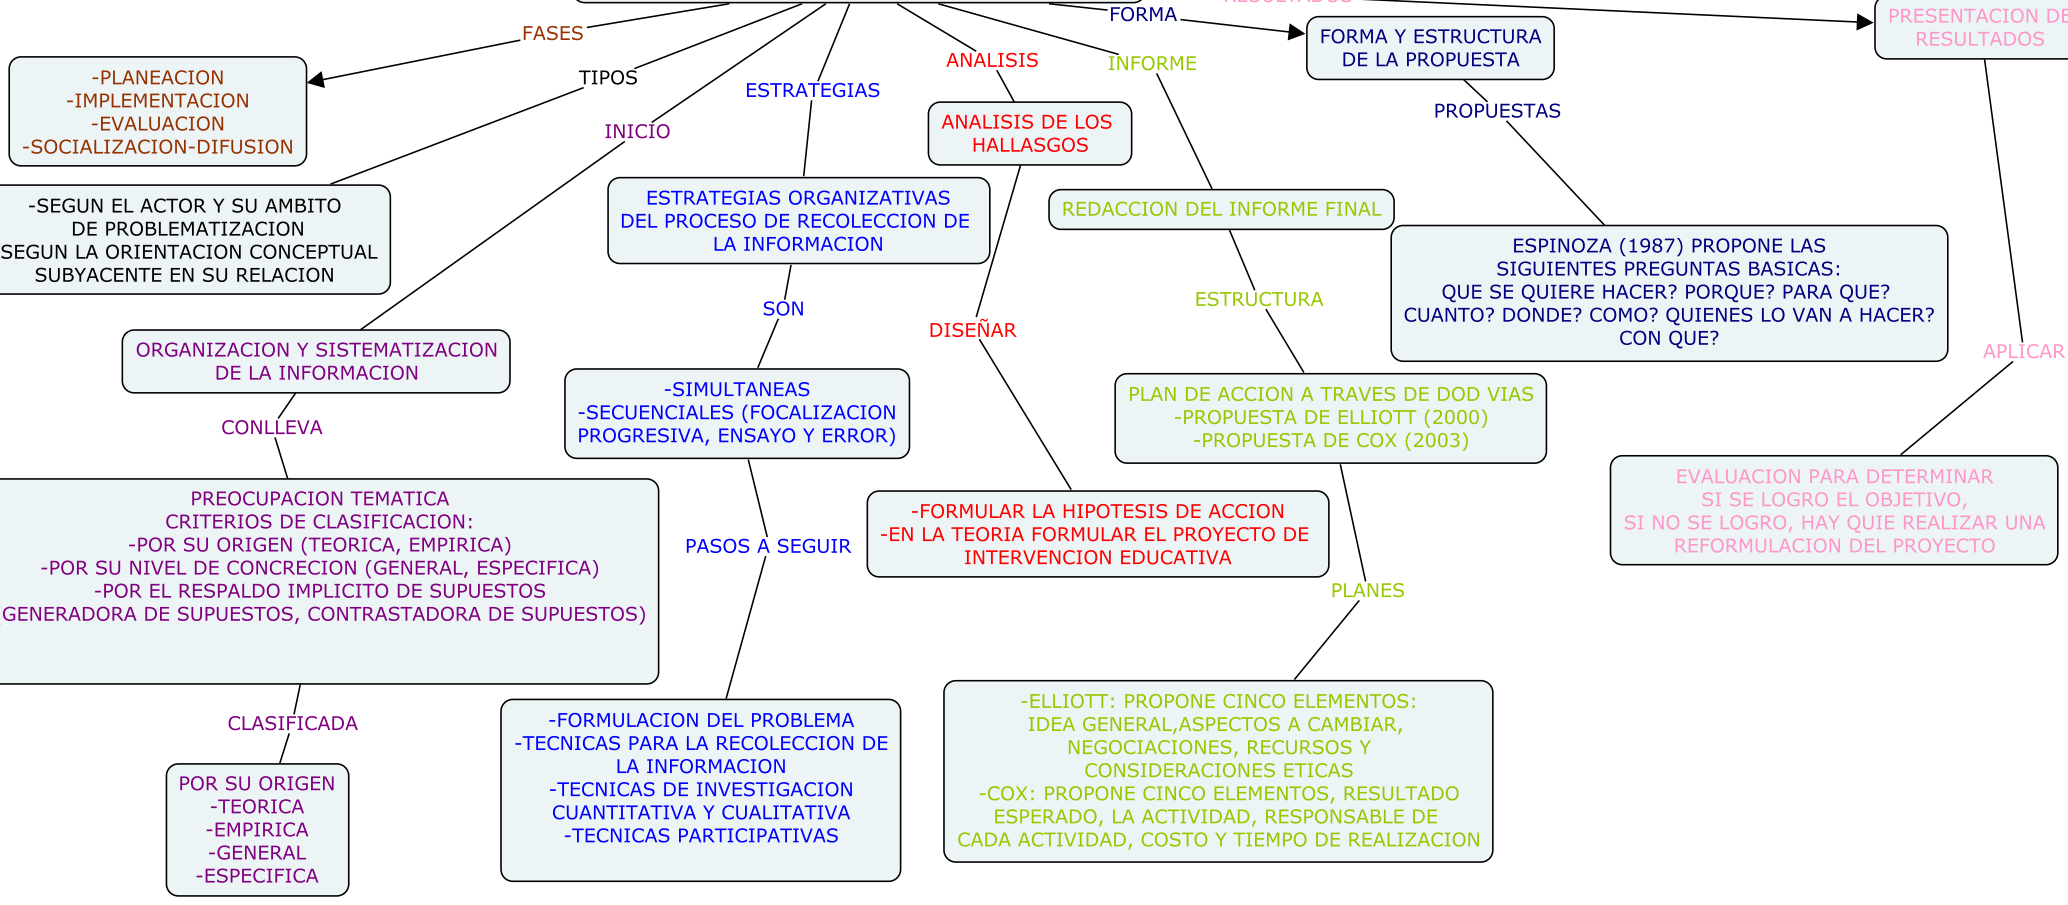 RESULTADOS
FORMA
PRESENTACION DE
RESULTADOS
FASES
FORMA Y ESTRUCTURA
DE LA PROPUESTA
ANALISIS
INFORME
-PLANEACION
-IMPLEMENTACION
-EVALUACION
-SOCIALIZACION-DIFUSION
TIPOS
ESTRATEGIAS
PROPUESTAS
INICIO
ANALISIS DE LOS
HALLASGOS
-SEGUN EL ACTOR Y SU AMBITO
DE PROBLEMATIZACION
SEGUN LA ORIENTACION CONCEPTUAL
SUBYACENTE EN SU RELACION
ESTRATEGIAS ORGANIZATIVAS
DEL PROCESO DE RECOLECCION DE
LA INFORMACION
REDACCION DEL INFORME FINAL
ESPINOZA (1987) PROPONE LAS
SIGUIENTES PREGUNTAS BASICAS:
QUE SE QUIERE HACER? PORQUE? PARA QUE?
CUANTO? DONDE? COMO? QUIENES LO VAN A HACER?
CON QUE?
SON
ESTRUCTURA
DISEÑAR
APLICAR
ORGANIZACION Y SISTEMATIZACION
DE LA INFORMACION
-SIMULTANEAS
-SECUENCIALES (FOCALIZACION
PROGRESIVA, ENSAYO Y ERROR)
PLAN DE ACCION A TRAVES DE DOD VIAS
-PROPUESTA DE ELLIOTT (2000)
-PROPUESTA DE COX (2003)
CONLLEVA
EVALUACION PARA DETERMINAR
SI SE LOGRO EL OBJETIVO,
SI NO SE LOGRO, HAY QUIE REALIZAR UNA
REFORMULACION DEL PROYECTO
PREOCUPACION TEMATICA
CRITERIOS DE CLASIFICACION:
-POR SU ORIGEN (TEORICA, EMPIRICA)
-POR SU NIVEL DE CONCRECION (GENERAL, ESPECIFICA)
-POR EL RESPALDO IMPLICITO DE SUPUESTOS
(GENERADORA DE SUPUESTOS, CONTRASTADORA DE SUPUESTOS)
-FORMULAR LA HIPOTESIS DE ACCION
-EN LA TEORIA FORMULAR EL PROYECTO DE
INTERVENCION EDUCATIVA
PASOS A SEGUIR
PLANES
CLASIFICADA
-FORMULACION DEL PROBLEMA
-TECNICAS PARA LA RECOLECCION DE
LA INFORMACION
-TECNICAS DE INVESTIGACION
CUANTITATIVA Y CUALITATIVA
-TECNICAS PARTICIPATIVAS
-ELLIOTT: PROPONE CINCO ELEMENTOS:
IDEA GENERAL,ASPECTOS A CAMBIAR,
NEGOCIACIONES, RECURSOS Y
CONSIDERACIONES ETICAS
-COX: PROPONE CINCO ELEMENTOS, RESULTADO
ESPERADO, LA ACTIVIDAD, RESPONSABLE DE
CADA ACTIVIDAD, COSTO Y TIEMPO DE REALIZACION
POR SU ORIGEN
-TEORICA
-EMPIRICA
-GENERAL
-ESPECIFICA